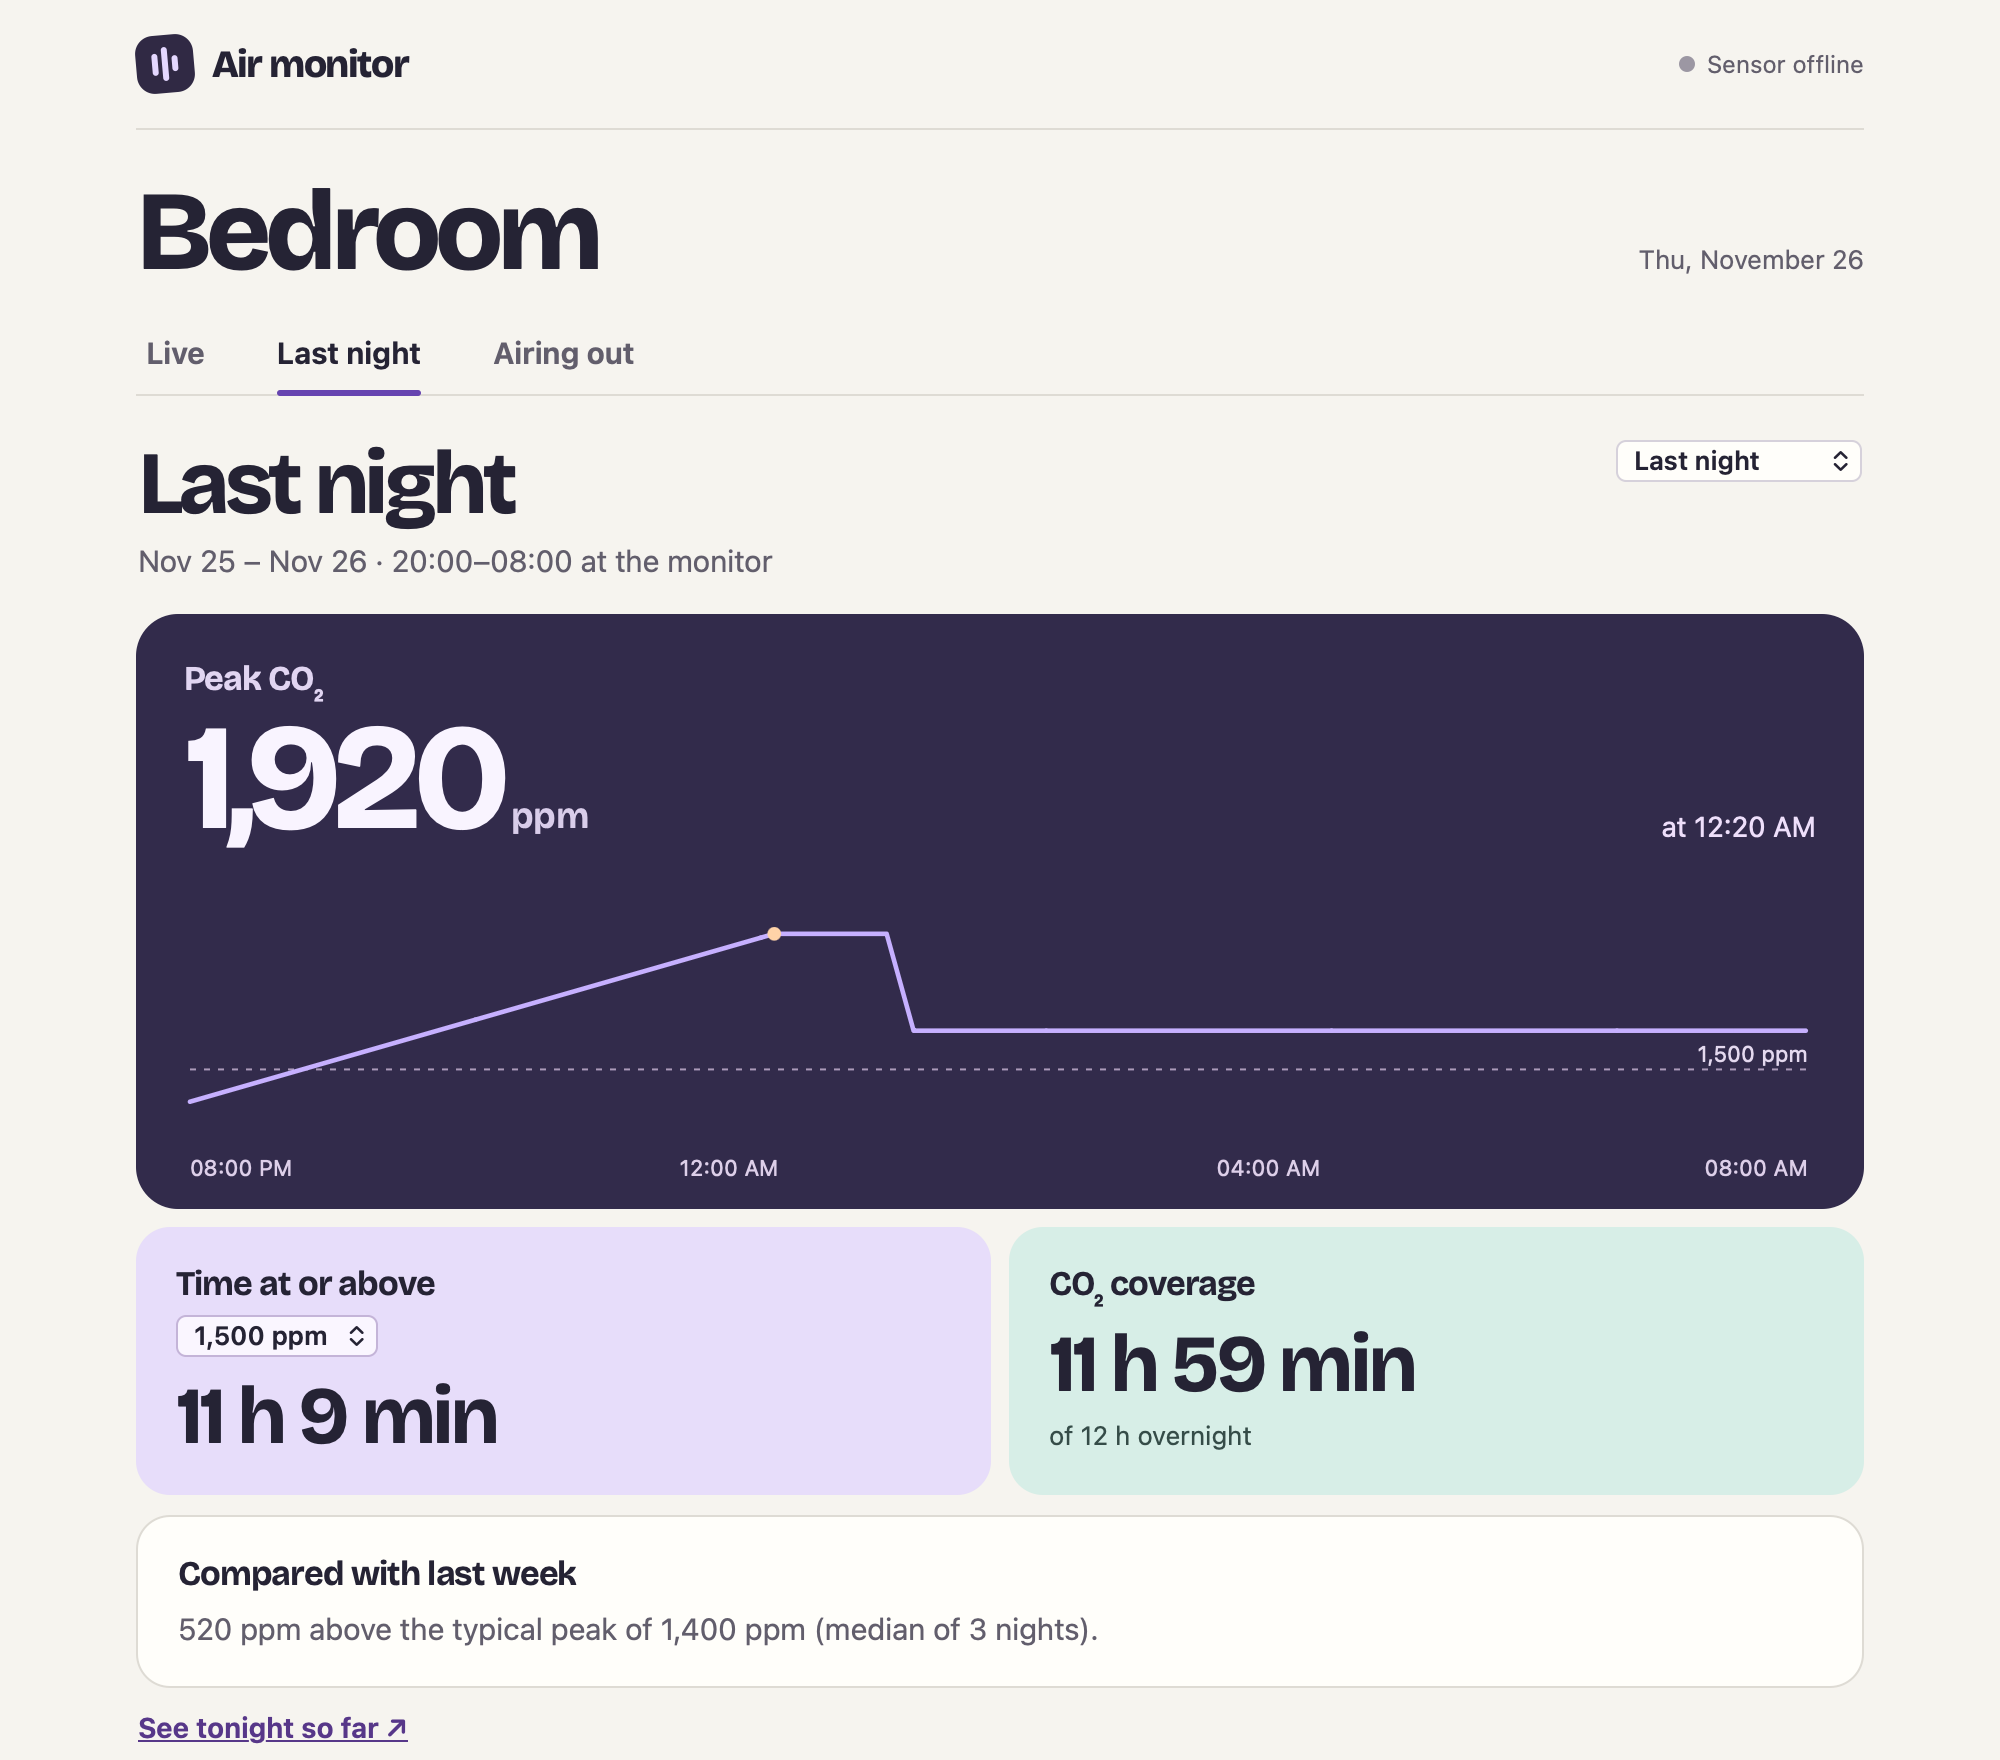 Air monitor
Sensor offline
Bedroom
Thu, November 26
Live
Last night
Airing out
Last night
Last night
Nov 25 – Nov 26 · 20:00–08:00 at the monitor
Peak CO₂
1,920 ppm
at 12:20 AM
1,500 ppm
08:00 PM
12:00 AM
04:00 AM
08:00 AM
Time at or above
1,500 ppm
11 h 9 min
CO₂ coverage
11 h 59 min
of 12 h overnight
Compared with last week
520 ppm above the typical peak of 1,400 ppm (median of 3 nights).
See tonight so far ↗